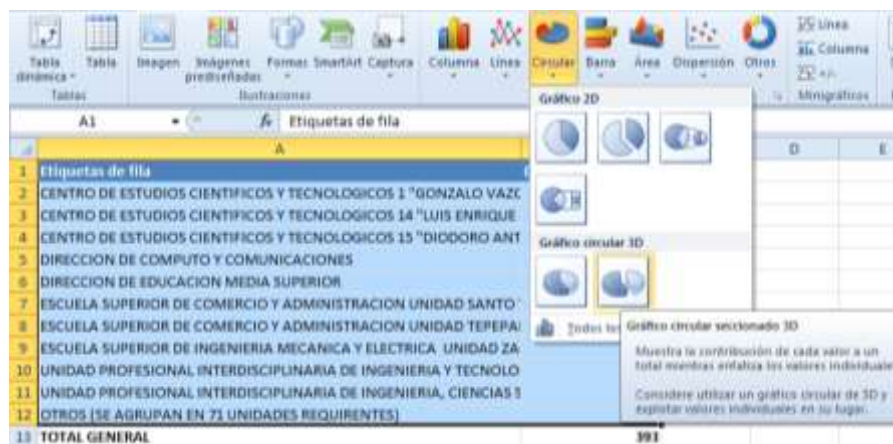 Tabla dinámica
Tabla
Imagen
Imágenes prediseñadas
Formas
SmartArt
Captura
Columna
Línea
Circular
Barra
Área
Dispersión
Otros
Línea
Columna
+/-
Tablas
Ilustraciones
Minigráficos
A1
fx
Etiquetas de fila
Gráfico 2D
A
D
E
1 Etiquetas de fila
2 CENTRO DE ESTUDIOS CIENTIFICOS Y TECNOLOGICOS 1 "GONZALO VAZC
3 CENTRO DE ESTUDIOS CIENTIFICOS Y TECNOLOGICOS 14 "LUIS ENRIQUE
4 CENTRO DE ESTUDIOS CIENTIFICOS Y TECNOLOGICOS 15 "DIODORO ANT
Gráfico circular 3D
5 DIRECCION DE COMPUTO Y COMUNICACIONES
6 DIRECCION DE EDUCACION MEDIA SUPERIOR
7 ESCUELA SUPERIOR DE COMERCIO Y ADMINISTRACION UNIDAD SANTO
8 ESCUELA SUPERIOR DE COMERCIO Y ADMINISTRACION UNIDAD TEPEPA
Todos
Gráfico circular seccionado 3D
9 ESCUELA SUPERIOR DE INGENIERIA MECANICA Y ELECTRICA UNIDAD ZA
Muestra la contribución de cada valor a un
total mientras enfatiza los valores individuale
10 UNIDAD PROFESIONAL INTERDISCIPLINARIA DE INGENIERIA Y TECNOLO
11 UNIDAD PROFESIONAL INTERDISCIPLINARIA DE INGENIERIA, CIENCIAS S
Considere utilizar un gráfico circular de 3D y
explotar valores individuales en su lugar.
12 OTROS (SE AGRUPAN EN 71 UNIDADES REQUIRENTES)
13 TOTAL GENERAL 393